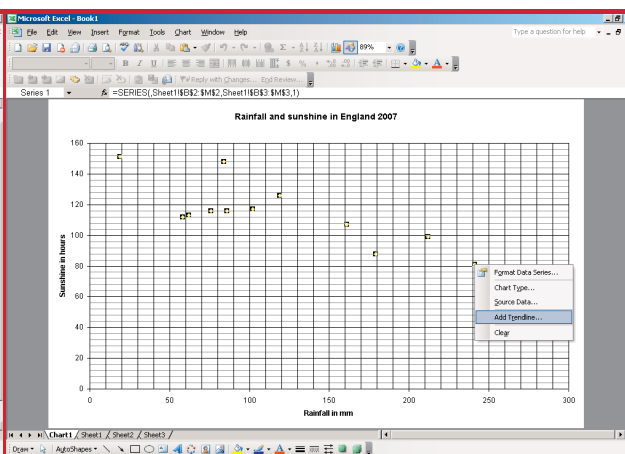 Microsoft Excel - Book1
File Edit View Insert Format Tools Chart Window Help Type a question for help
89%
Reply with Changes... End Review...
Series 1 fx =SERIES(,Sheet1!$B$2:$M$2,Sheet1!$B$3:$M$3,1)
Rainfall and sunshine in England 2007
160
140
120
100
80
60
40
20
0
Sunshine in hours
0 50 100 150 200 250 300
Rainfall in mm
Format Data Series...
Chart Type...
Source Data...
Add Trendline...
Clear
Chart1 / Sheet1 / Sheet2 / Sheet3 /
Draw AutoShapes